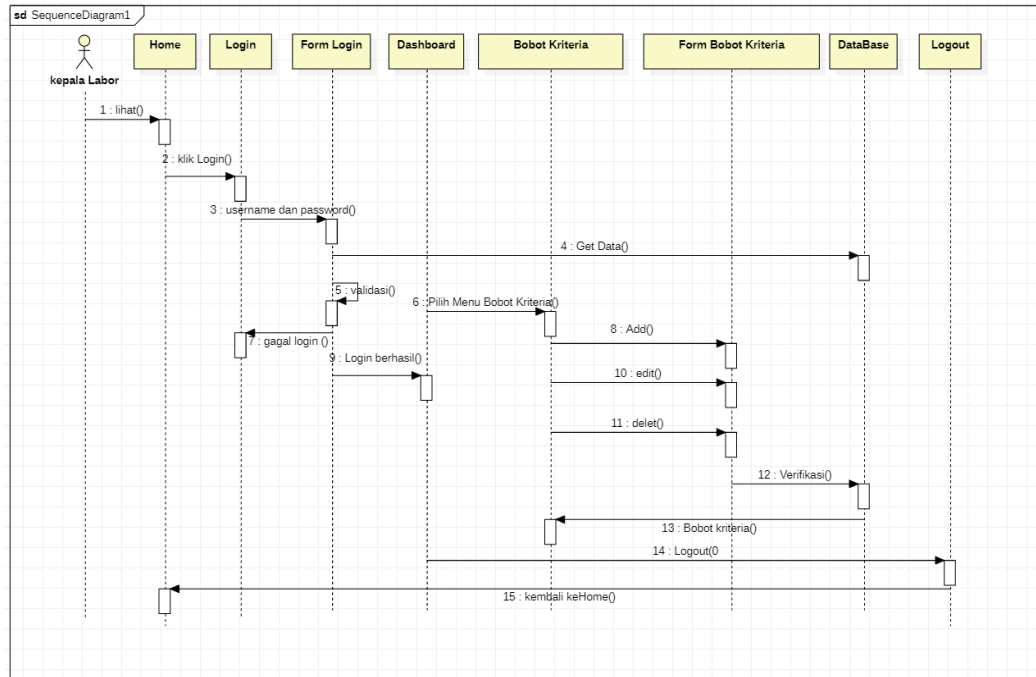 sd SequenceDiagram1
Home
Login
Form Login
Dashboard
Bobot Kriteria
Form Bobot Kriteria
DataBase
Logout
kepala Labor
1 : lihat()
2 : klik Login()
3 : username dan password()
4 : Get Data()
5 : validasi()
6 : Pilih Menu Bobot Kriteria()
7 : gagal login ()
8 : Add()
9 : Login berhasil()
10 : edit()
11 : delet()
12 : Verifikasi()
13 : Bobot kriteria()
14 : Logout(0
15 : kembali keHome()